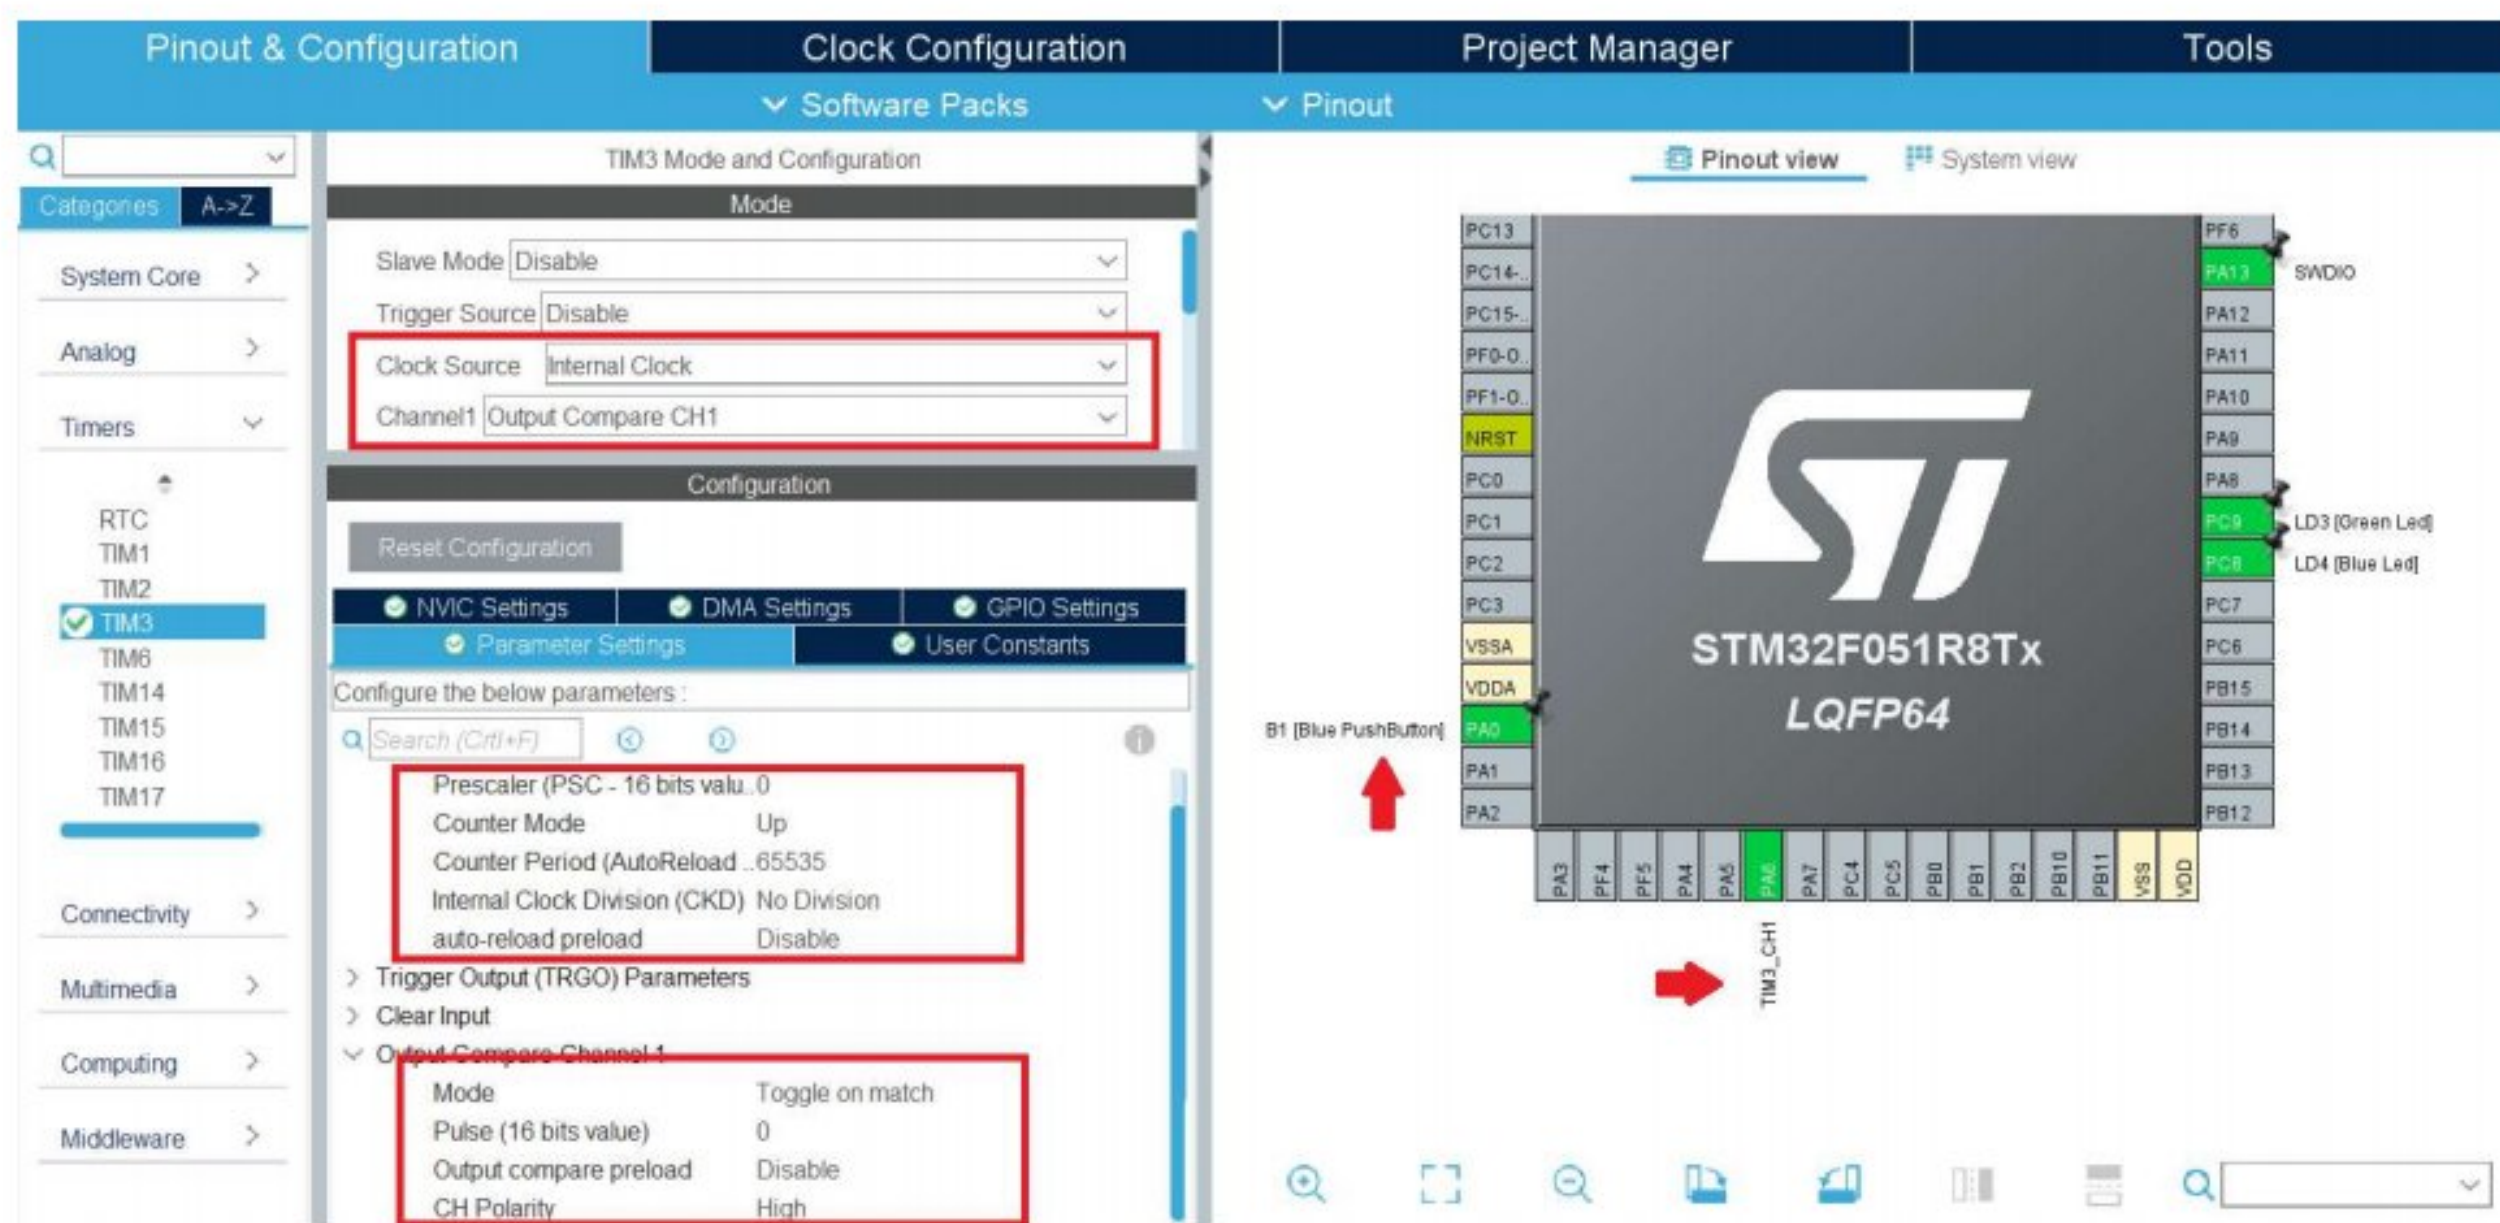 Pinout & Configuration
Clock Configuration
Project Manager
Tools
Software Packs
Pinout
Categories
A->Z
System Core
Analog
Timers
RTC
TIM1
TIM2
TIM3
TIM6
TIM14
TIM15
TIM16
TIM17
Connectivity
Multimedia
Computing
Middleware
TIM3 Mode and Configuration
Mode
Slave Mode Disable
Trigger Source Disable
Clock Source Internal Clock
Channel1 Output Compare CH1
Configuration
Reset Configuration
NVIC Settings
DMA Settings
GPIO Settings
Parameter Settings
User Constants
Configure the below parameters :
Search (Crtl+F)
Prescaler (PSC - 16 bits valu..0
Counter Mode Up
Counter Period (AutoReload ..65535
Internal Clock Division (CKD) No Division
auto-reload preload Disable
Trigger Output (TRGO) Parameters
Clear Input
Output Compare Channel 1
Mode Toggle on match
Pulse (16 bits value) 0
Output compare preload Disable
CH Polarity High
Pinout view
System view
PC13
PC14-..
PC15-..
PF0-O..
PF1-O..
NRST
PC0
PC1
PC2
PC3
VSSA
VDDA
B1 [Blue PushButton] PA0
PA1
PA2
ST
STM32F051R8Tx
LQFP64
PF6
PA13 SWDIO
PA12
PA11
PA10
PA9
PA8
PC9 LD3 [Green Led]
PC8 LD4 [Blue Led]
PC7
PC6
PB15
PB14
PB13
PB12
PA3
PF4
PF5
PA4
PA5
PA6
PA7
PC4
PC5
PB0
PB1
PB2
PB10
PB11
VSS
VDD
TIM3_CH1